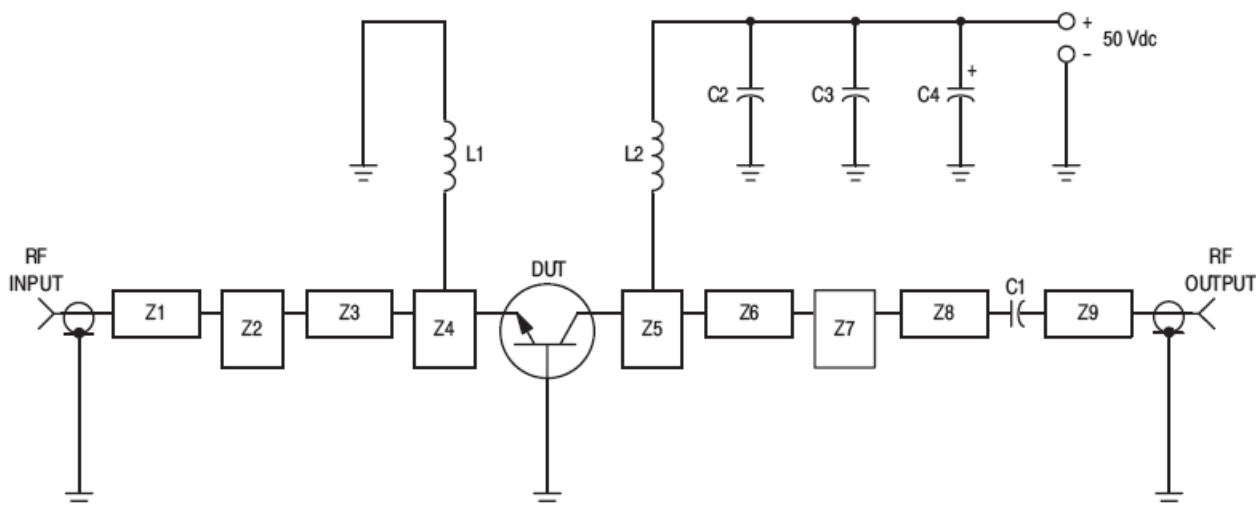 +
50 Vdc
–
C2
C3
+
C4
L1
L2
RF
INPUT
DUT
RF
OUTPUT
C1
Z1
Z2
Z3
Z4
Z5
Z6
Z7
Z8
Z9